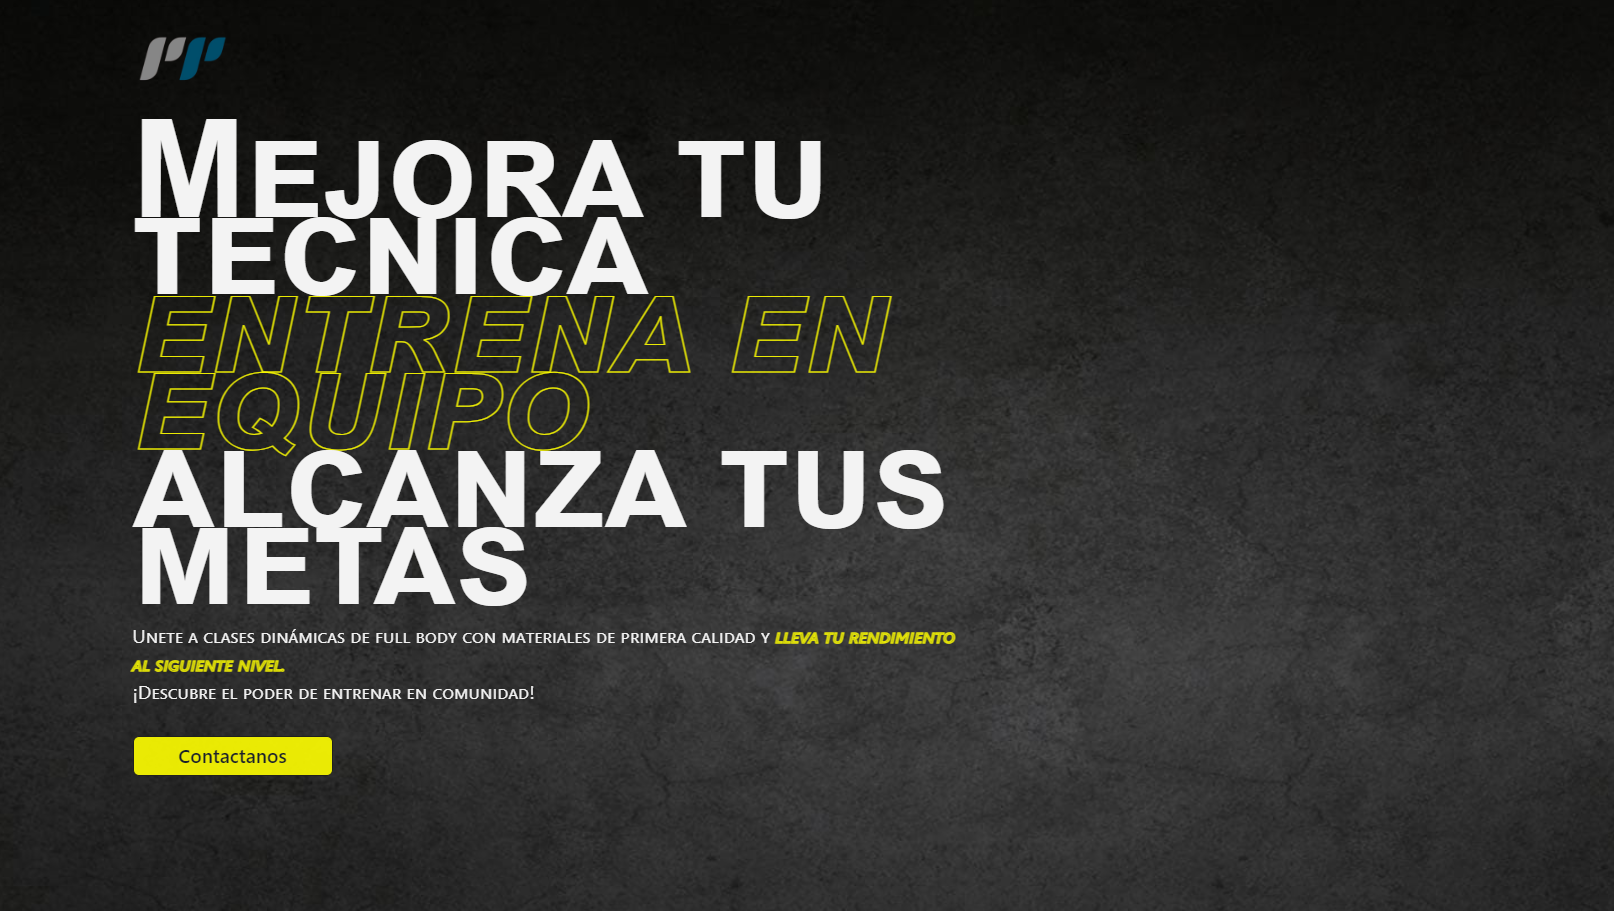 Mejora tu
tecnica
entrena en
equipo
alcanza tus
metas
Unete a clases dinámicas de full body con materiales de primera calidad y lleva tu rendimiento
al siguiente nivel.
¡Descubre el poder de entrenar en comunidad!
Contactanos